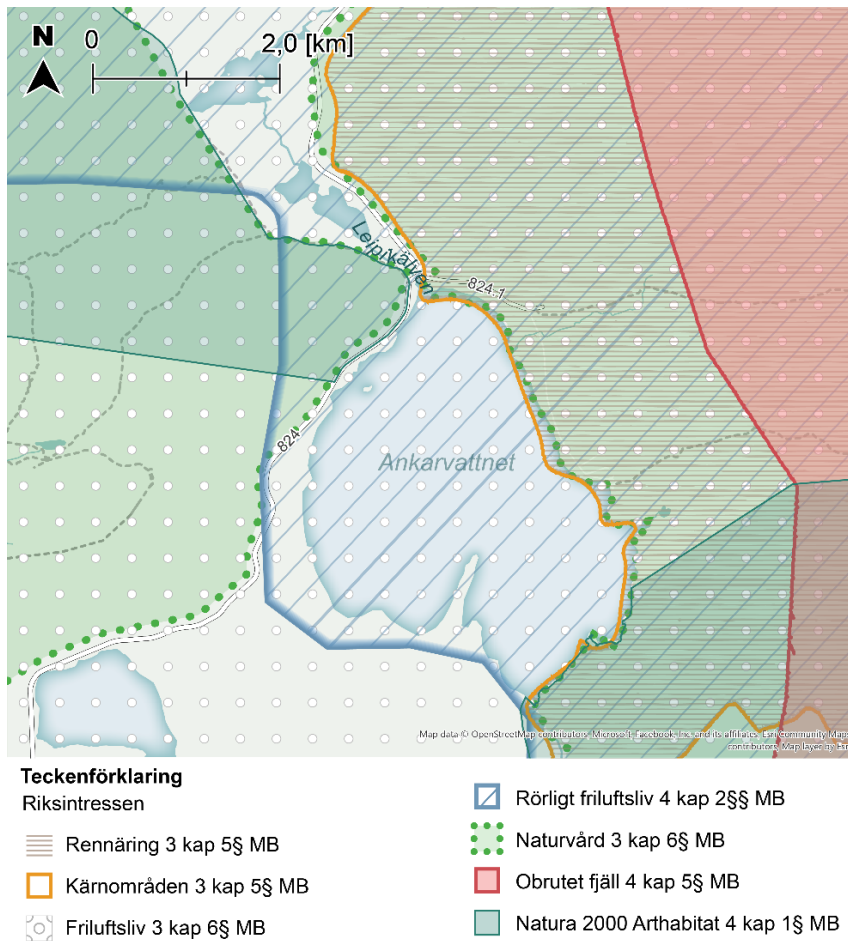 N
0 2,0 [km]
Leipikälven
824.1
824
Ankarvattnet
Map data © OpenStreetMap contributors, Microsoft, Facebook, Inc. and its affiliates, Esri Community Maps
contributors, Map layer by Esri
Teckenförklaring
Riksintressen
Rennäring 3 kap 5§ MB
Kärnområden 3 kap 5§ MB
Friluftsliv 3 kap 6§ MB
Rörligt friluftsliv 4 kap 2§§ MB
Naturvård 3 kap 6§ MB
Obrutet fjäll 4 kap 5§ MB
Natura 2000 Arthabitat 4 kap 1§ MB